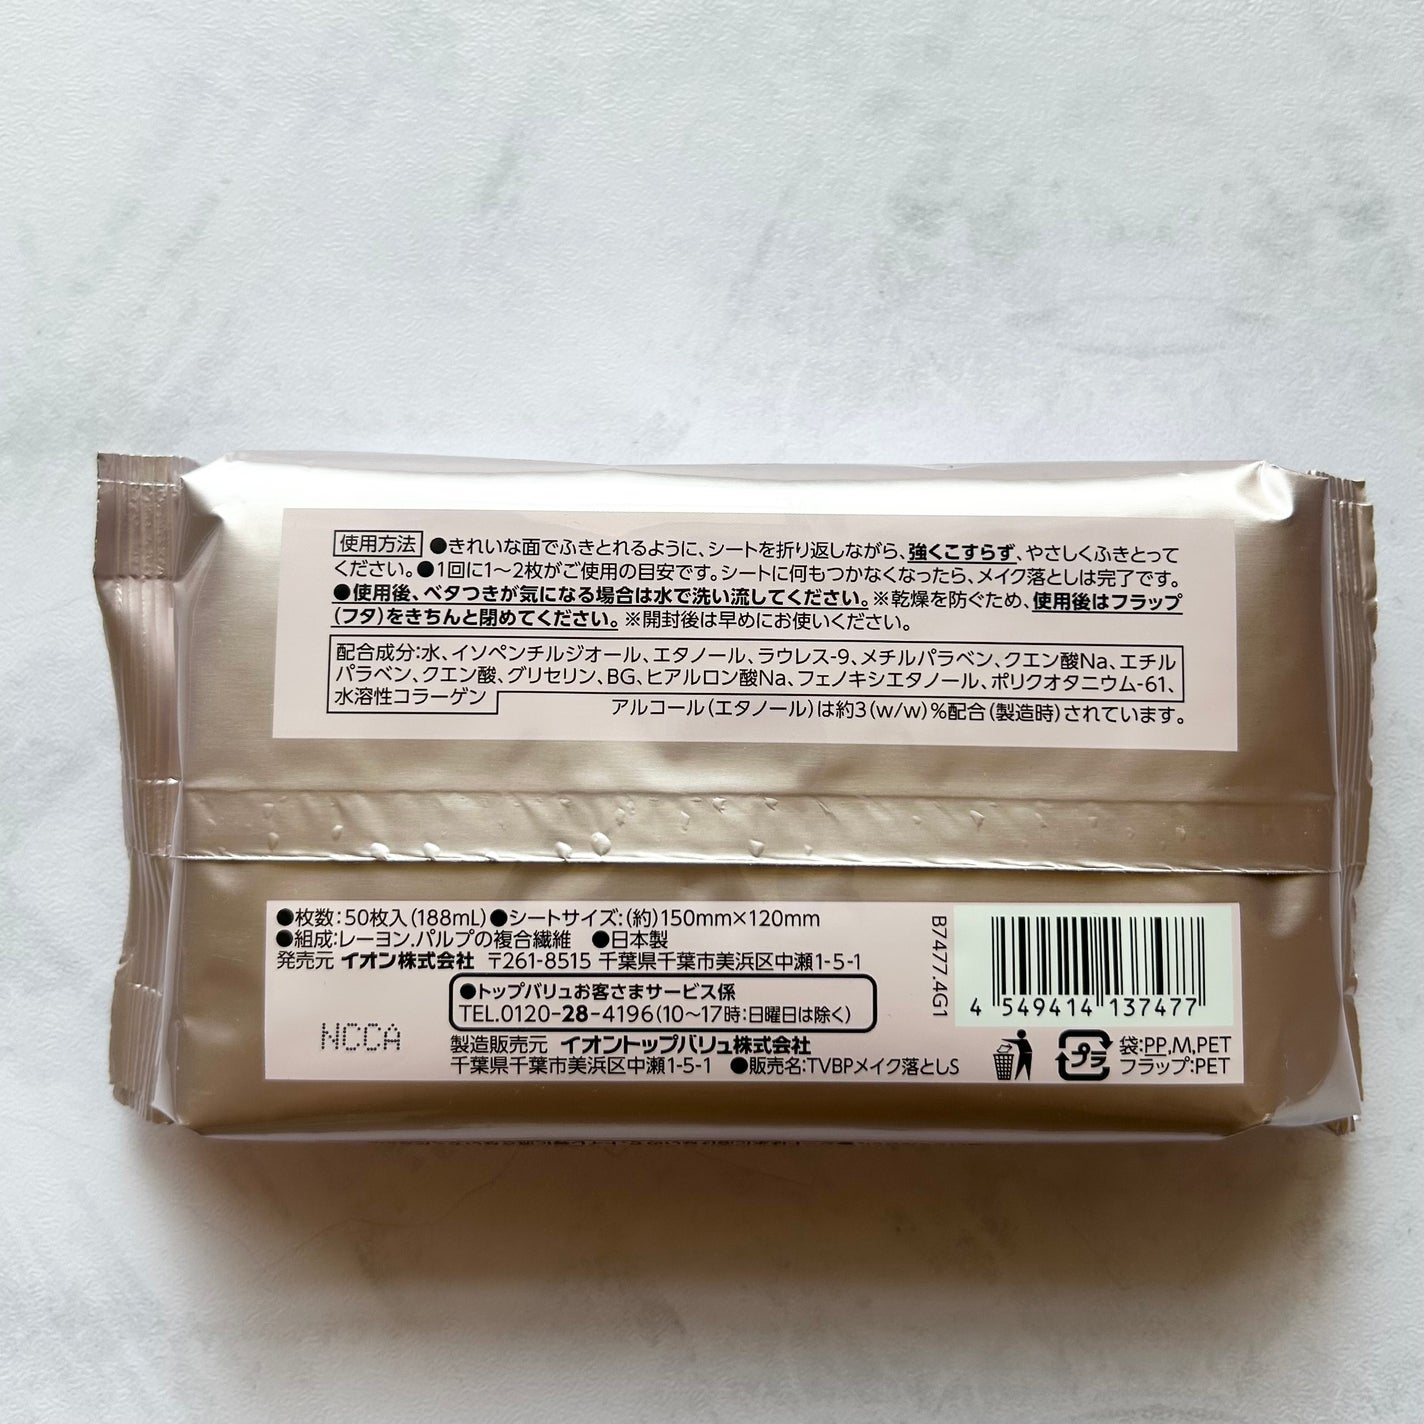 使用方法 ●きれいな面でふきとれるように、シートを折り返しながら、強くこすらず、やさしくふきとって
ください。●1回に1〜2枚がご使用の目安です。シートに何もつかなくなったら、メイク落としは完了です。
●使用後、ベタつきが気になる場合は水で洗い流してください。※乾燥を防ぐため、使用後はフラップ
(フタ)をきちんと閉めてください。※開封後は早めにお使いください。
配合成分:水、イソペンチルジオール、エタノール、ラウレス-9、メチルパラベン、クエン酸Na、エチル
パラベン、クエン酸、グリセリン、BG、ヒアルロン酸Na、フェノキシエタノール、ポリクオタニウム-61、
水溶性コラーゲン
アルコール(エタノール)は約3(w/w)%配合(製造時)されています。
●枚数:50枚入(188mL)●シートサイズ:(約)150mm×120mm
●組成:レーヨン.パルプの複合繊維 ●日本製
発売元 イオン株式会社 〒261-8515 千葉県千葉市美浜区中瀬1-5-1
●トップバリュお客さまサービス係
TEL.0120-28-4196(10〜17時:日曜日は除く)
NCCA
製造販売元 イオントップバリュ株式会社
千葉県千葉市美浜区中瀬1-5-1 ●販売名:TVBPメイク落としS
B7477.4G1
4 549414 137477
プラ
袋:PP,M,PET
フラップ:PET